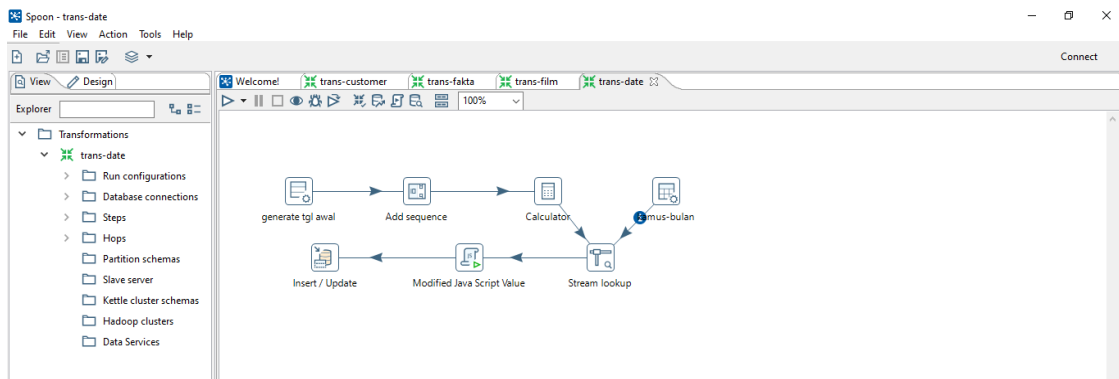 Spoon - trans-date
File Edit View Action Tools Help
Connect
View Design
Welcome! trans-customer trans-fakta trans-film trans-date
Explorer
100%
Transformations
trans-date
Run configurations
Database connections
Steps
Hops
Partition schemas
Slave server
Kettle cluster schemas
Hadoop clusters
Data Services
generate tgl awal Add sequence Calculator mus-bulan
Insert / Update Modified Java Script Value Stream lookup